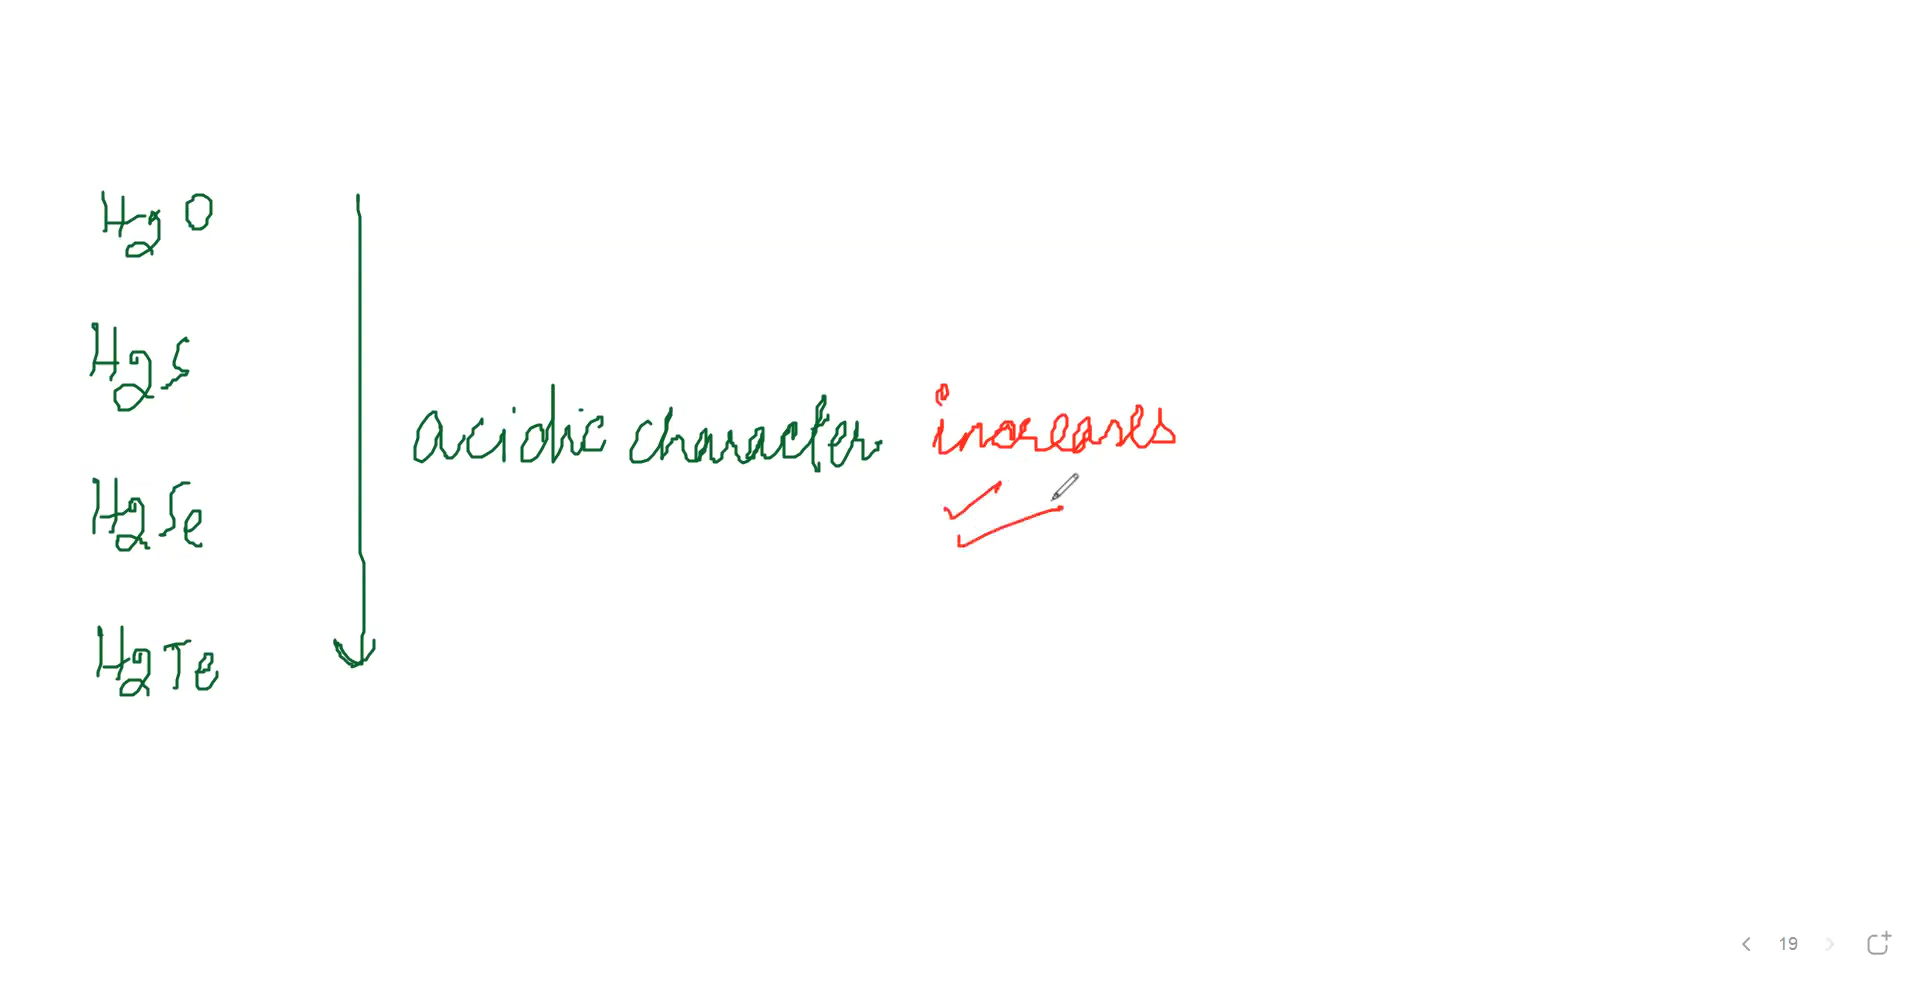 H2O
H2S
acidic character increases
H2Se
H2Te
19